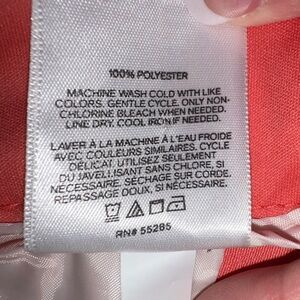 100% POLYESTER
MACHINE WASH COLD WITH LIKE
COLORS. GENTLE CYCLE. ONLY NON-
CHLORINE BLEACH WHEN NEEDED.
LINE DRY. COOL IRON IF NEEDED.
LAVER À LA MACHINE À L'EAU FROIDE
AVEC COULEURS SIMILAIRES. CYCLE
DÉLICAT. UTILISEZ SEULEMENT
DU JAVELLISANT SANS CHLORE, SI
NÉCESSAIRE. SÉCHAGE SUR CORDE.
REPASSAGE DOUX, SI NÉCESSAIRE.
RN# 55285